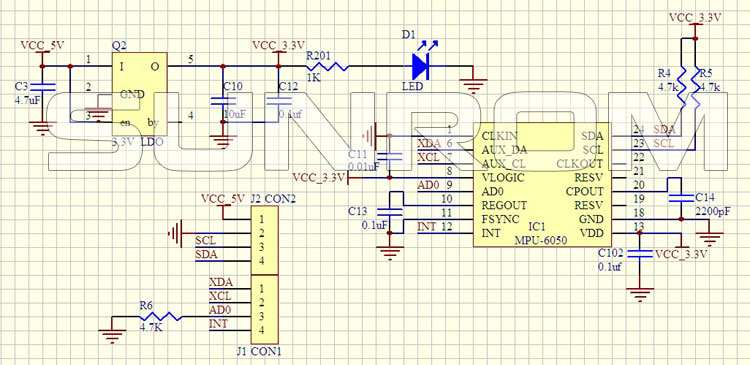 VCC_5V
Q2
1
I
O
5
VCC_3.3V
R201
1K
D1
LED
VCC_3.3V
C3
4.7uF
2
GND
3
en
by
4
3.3V
LDO
C10
10uF
C12
0.1uf
R4
4.7k
R5
4.7k
SUNROM
1
CLKIN
SDA
24
SDA
XDA
6
AUX_DA
SCL
23
SCL
XCL
7
AUX_CL
CLKOUT
22
C11
0.01uF
VCC_3.3V
8
VLOGIC
RESV
21
AD0
9
AD0
CPOUT
20
10
REGOUT
RESV
19
C13
0.1uF
11
FSYNC
GND
18
INT
12
INT
VDD
13
IC1
MPU-6050
C14
2200pF
VCC_3.3V
C102
0.1uf
VCC_5V
J2 CON2
1
2
SCL
3
SDA
4
XDA
1
XCL
2
AD0
3
INT
4
R6
4.7K
J1 CON1